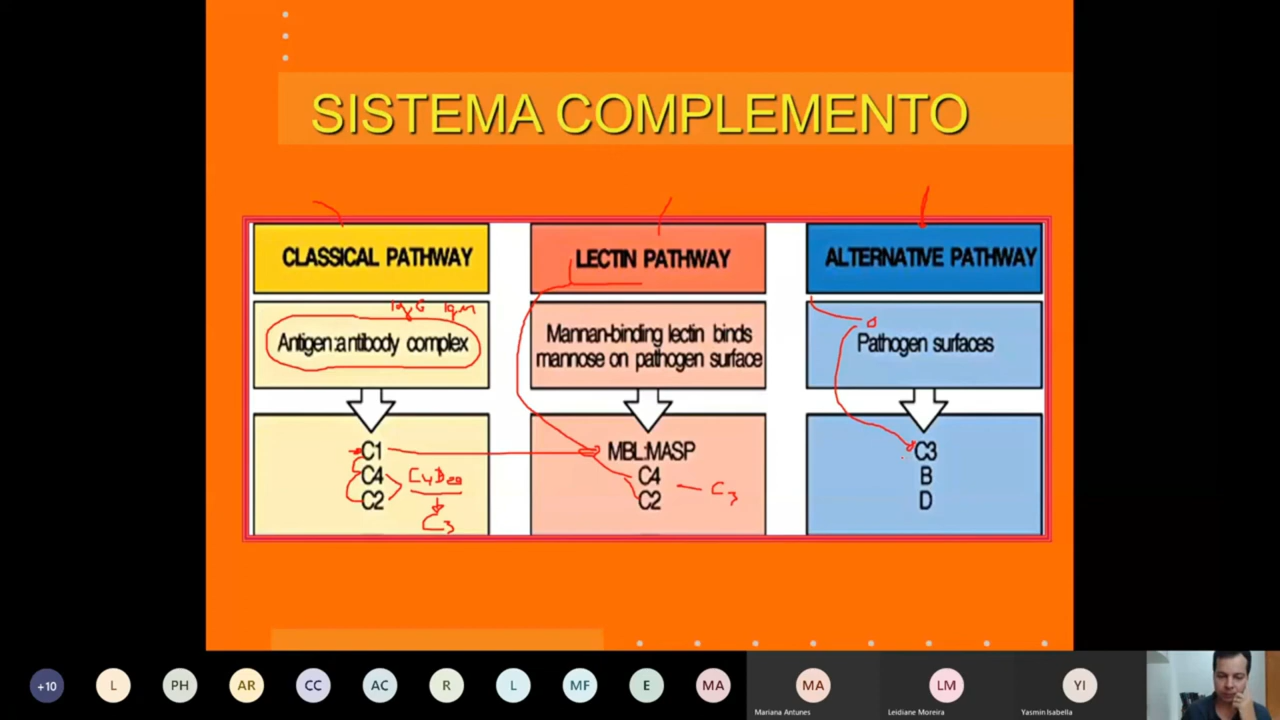 SISTEMA COMPLEMENTO
CLASSICAL PATHWAY
LECTIN PATHWAY
ALTERNATIVE PATHWAY
IgG IgM
Antigen:antibody complex
Mannan-binding lectin binds
mannose on pathogen surface
Pathogen surfaces
C1
C4
C2
C3
MBL:MASP
C4
C2
C3
C3
B
D
+10
L
PH
AR
CC
AC
R
L
MF
E
MA
MA
Mariana Antunes
LM
Leidiane Moreira
YI
Yasmin Isabella